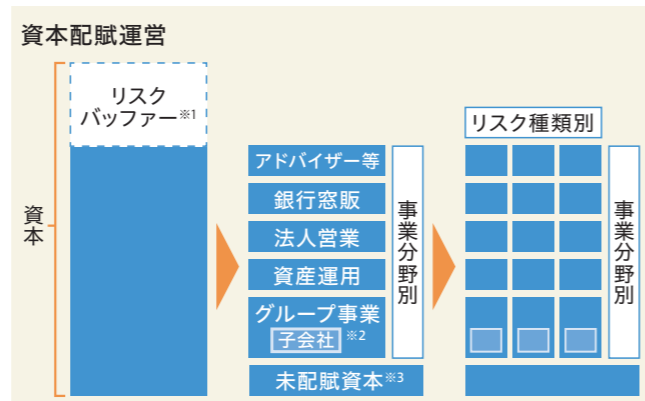 資本配賦運営
資本
リスク
バッファー※1
アドバイザー等
銀行窓販
法人営業
資産運用
グループ事業
子会社 ※2
事業分野別
未配賦資本※3
リスク種類別
事業分野別